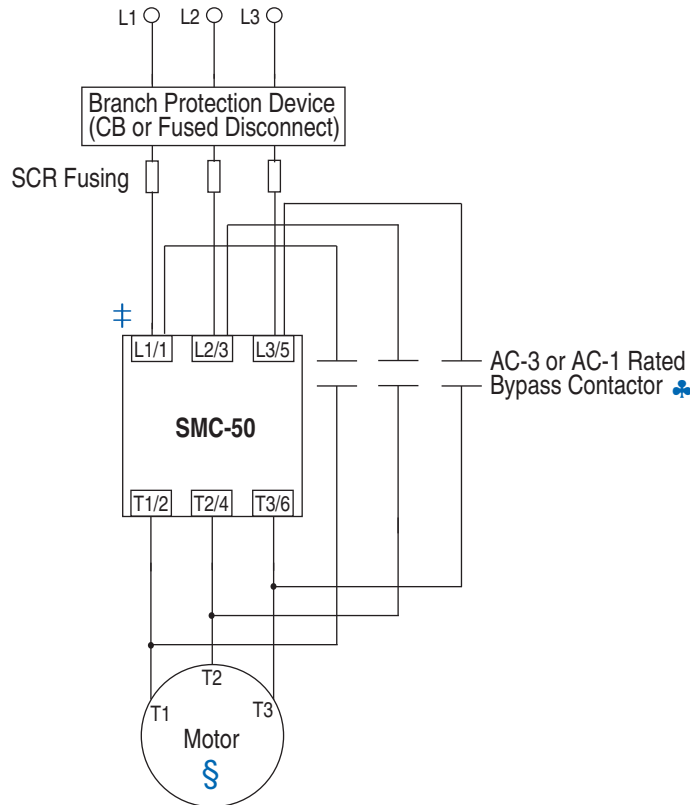 L1 L2 L3
Branch Protection Device
(CB or Fused Disconnect)
SCR Fusing
‡
L1/1 L2/3 L3/5
AC-3 or AC-1 Rated
Bypass Contactor ♣
SMC-50
T1/2 T2/4 T3/6
T2
T1 T3
Motor
§